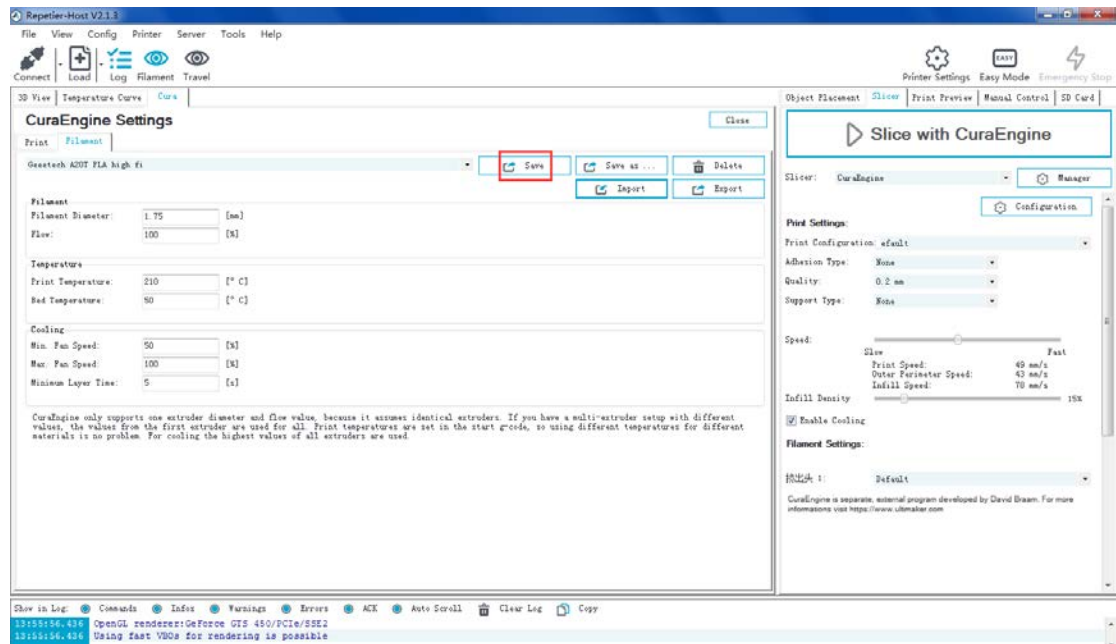 Repetier-Host V2.1.3
File View Config Printer Server Tools Help
Connect Load Log Filament Travel
Printer Settings Easy Mode Emergency Stop
EASY
3D View Temperature Curve Cura
Object Placement Slicer Print Preview Manual Control SD Card
CuraEngine Settings
Close
Print Filament
Geeetech A20T PLA high fi
Save Save as ... Delete
Import Export
Filament
Filament Diameter: 1.75 [mm]
Flow: 100 [%]
Temperature
Print Temperature: 210 [° C]
Bed Temperature: 50 [° C]
Cooling
Min. Fan Speed: 50 [%]
Max. Fan Speed: 100 [%]
Minimum Layer Time: 5 [s]
CuraEngine only supports one extruder diameter and flow value, because it assumes identical extruders. If you have a multi-extruder setup with different
values, the values from the first extruder are used for all. Print temperatures are set in the start g-code, so using different temperatures for different
materials is no problem. For cooling the highest values of all extruders are used.
Slice with CuraEngine
Slicer: CuraEngine Manager
Configuration
Print Settings:
Print Configuration: efault
Adhesion Type: None
Quality: 0.2 mm
Support Type: None
Speed:
Slow Fast
Print Speed: 49 mm/s
Outer Perimeter Speed: 43 mm/s
Infill Speed: 70 mm/s
Infill Density 15%
Enable Cooling
Filament Settings:
挤出头 1: Default
CuraEngine is separate, external program developed by David Braam. For more
informations visit https://www.ultimaker.com
Show in Log: Commands Infos Warnings Errors ACK Auto Scroll Clear Log Copy
13:55:56.436 OpenGL renderer:GeForce GTS 450/PCIe/SSE2
13:55:56.436 Using fast VBOs for rendering is possible